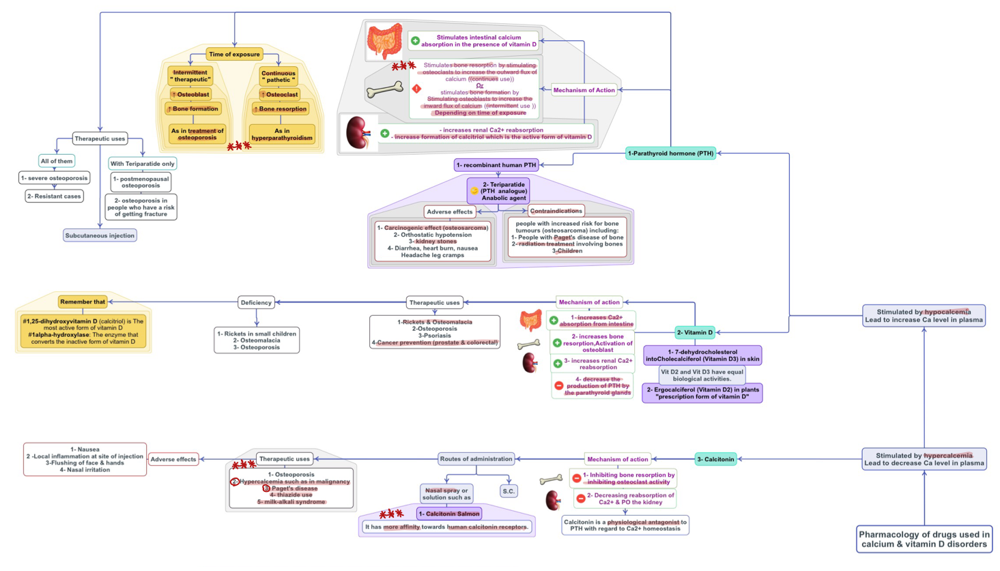 Stimulates intestinal calcium
absorption in the presence of vitamin D
Stimulates bone resorption by stimulating
osteoclasts to increase the outward flux of
calcium ((continues use))
Or
stimulates bone formation by
Stimulating osteoblasts to increase the
inward flux of calcium ((intermittent use ))
Depending on time of exposure
- increases renal Ca2+ reabsorption
- increase formation of calcitriol which is the active form of vitamin D
Mechanism of Action
Time of exposure
Intermittent
" therapeutic"
↑ Osteoblast
↑ Bone formation
As in treatment of
osteoporosis
Continuous
" pathetic "
↑ Osteoclast
↑ Bone resorption
As in
hyperparathyroidism
Therapeutic uses
All of them
1- severe osteoporosis
2- Resistant cases
With Teriparatide only
1- postmenopausal
osteoporosis
2- osteoporosis in
people who have a risk
of getting fracture
Subcutaneous injection
1-Parathyroid hormone (PTH)
1- recombinant human PTH
2- Teriparatide
(PTH analogue)
Anabolic agent
Adverse effects
1- Carcinogenic effect (osteosarcoma)
2- Orthostatic hypotension
3- kidney stones
4- Diarrhea, heart burn, nausea
Headache leg cramps
Contraindications
people with increased risk for bone
tumours (osteosarcoma) including:
1- People with Paget's disease of bone
2- radiation treatment involving bones
3-Children
Remember that
#1,25-dihydroxyvitamin D (calcitriol) is The
most active form of vitamin D
#1alpha-hydroxylase: The enzyme that
converts the inactive form of vitamin D
Deficiency
1- Rickets in small children
2- Osteomalacia
3- Osteoporosis
Therapeutic uses
1-Rickets & Osteomalacia
2-Osteoporosis
3-Psoriasis
4-Cancer prevention (prostate & colorectal)
Mechanism of action
1- increases Ca2+
absorption from intestine
2- increases bone
resorption,Activation of
osteoblast
3- increases renal Ca2+
reabsorption
4- decrease the
production of PTH by
the parathyroid glands
2- Vitamin D
1- 7-dehydrocholesterol
intoCholecalciferol (Vitamin D3) in skin
Vit D2 and Vit D3 have equal
biological activities.
2- Ergocalciferol (Vitamin D2) in plants
"prescription form of vitamin D"
Stimulated by hypocalcemia
Lead to increase Ca level in plasma
1- Nausea
2 -Local inflammation at site of injection
3-Flushing of face & hands
4- Nasal irritation
Adverse effects
Therapeutic uses
1- Osteoporosis
2- Hypercalcemia such as in malignancy
3- Paget's disease
4- thiazide use
5- milk-alkali syndrome
Routes of administration
Nasal spray or
solution such as
S.C.
1- Calcitonin Salmon
It has more affinity towards human calcitonin receptors.
Mechanism of action
1- Inhibiting bone resorption by
inhibiting osteoclast activity
2- Decreasing reabsorption of
Ca2+ & PO the kidney
Calcitonin is a physiological antagonist to
PTH with regard to Ca2+ homeostasis
3- Calcitonin
Stimulated by hypercalcemia
Lead to decrease Ca level in plasma
Pharmacology of drugs used in
calcium & vitamin D disorders